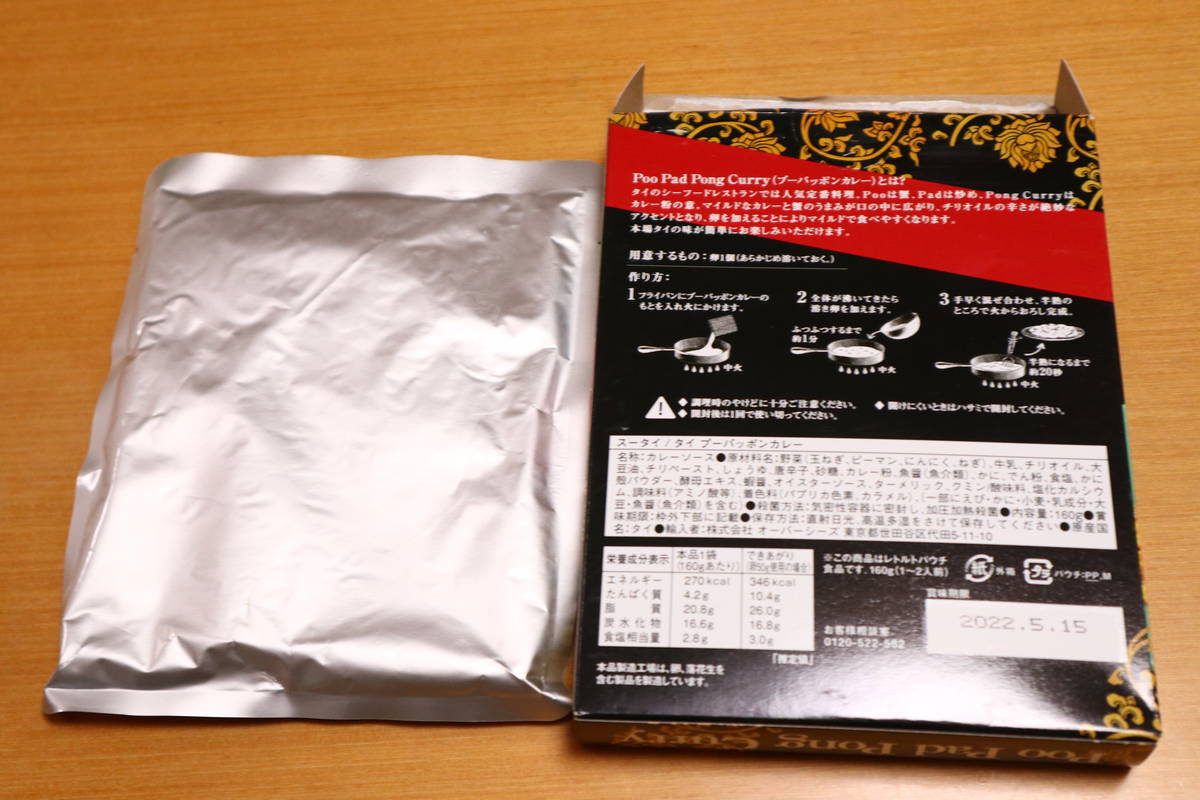 Poo Pad Pong Curry(プーパッポンカレー)とは?
タイのシーフードレストランでは人気定番料理。Pooは蟹、Padは炒め、Pong Curryは
カレー粉の意。マイルドなカレーと蟹のうまみが口の中に広がり、チリオイルの辛さが絶妙な
アクセントとなり、卵を加えることによりマイルドで食べやすくなります。
本場タイの味が簡単にお楽しみいただけます。
用意するもの:卵1個(あらかじめ溶いておく。)
作り方:
1 フライパンにプーパッポンカレーの
もとを入れ火にかけます。
中火
2 全体が沸いてきたら
溶き卵を加えます。
ふつふつするまで
約1分
中火
3 手早く混ぜ合わせ、半熟の
ところで火からおろし完成。
半熟になるまで
約20秒
中火
◆ 調理時のやけどに十分ご注意ください。 ◆ 開けにくいときはハサミで開封してください。
◆ 開封後は1回で使い切ってください。
スータイ/タイ プーパッポンカレー
名称:カレーソース●原材料名:野菜(玉ねぎ、ピーマン、にんにく、ねぎ)、牛乳、チリオイル、大
豆油、チリペースト、しょうゆ、唐辛子、砂糖、カレー粉、魚醤(魚介類)、かに、でん粉、食塩、かに
殻パウダー、酵母エキス、蝦醤、オイスターソース、ターメリック、クミン/酸味料、塩化カルシウ
ム、調味料(アミノ酸等)、着色料(パプリカ色素、カラメル)、(一部にえび・かに・小麦・乳成分・大
豆・魚醤(魚介類)を含む)●殺菌方法:気密性容器に密封し、加圧加熱殺菌●内容量:160g●賞
味期限:枠外下部に記載●保存方法:直射日光、高温多湿をさけて保存してください●原産国
名:タイ●輸入者:株式会社 オーバーシーズ 東京都世田谷区代田5-11-10
栄養成分表示 本品1袋(160gあたり) できあがり(卵50g使用の場合)
エネルギー 270kcal 346kcal
たんぱく質 4.2g 10.4g
脂質 20.8g 26.0g
炭水化物 16.6g 16.8g
食塩相当量 2.8g 3.0g
「推定値」
本品製造工場は、卵、落花生を
含む製品を製造しています。
※この商品はレトルトパウチ
食品です。160g(1〜2人前)
紙 外箱
プラ パウチ:PP,M
お客様相談室
0120-522-582
賞味期限
2022.5.15
Poo Pad Pong Curry